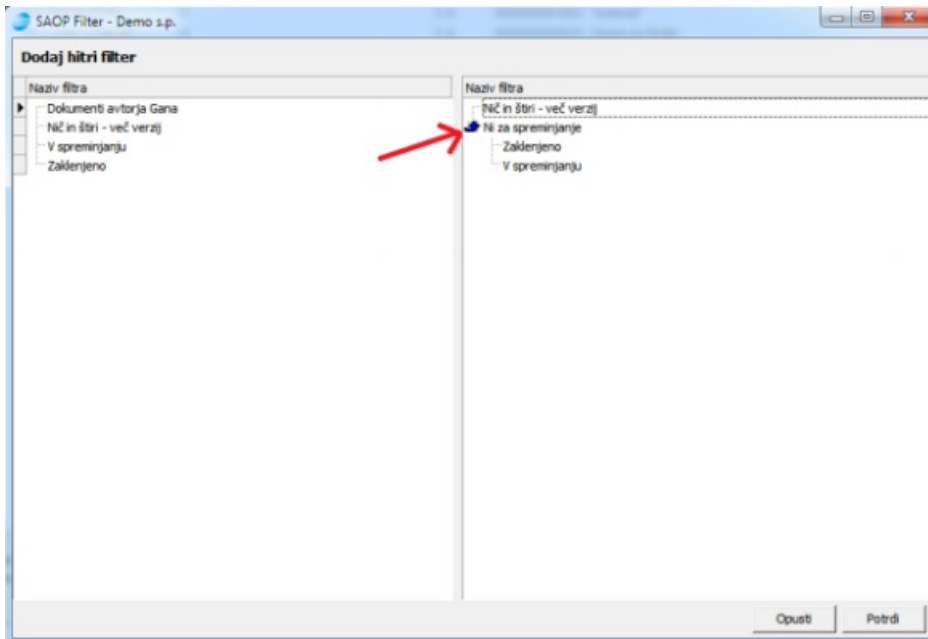 SAOP Filter - Demo s.p.
Dodaj hitri filter
Naziv filtra
Dokumenti avtorja Gana
Nič in štiri - več verzij
V spreminjanju
Zaklenjeno
Naziv filtra
Nič in štiri - več verzij
Ni za spreminjanje
Zaklenjeno
V spreminjanju
Opusti
Potrdi